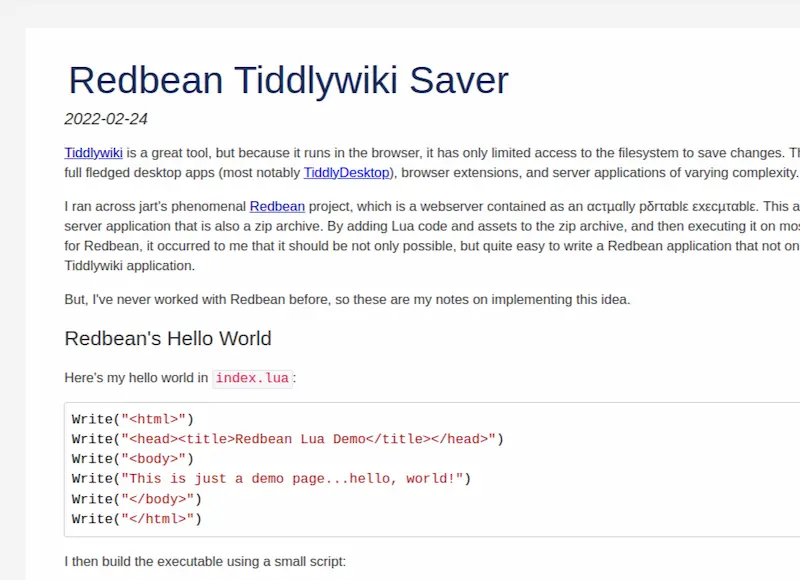 Redbean Tiddlywiki Saver
2022-02-24
Tiddlywiki is a great tool, but because it runs in the browser, it has only limited access to the filesystem to save changes.
full fledged desktop apps (most notably TiddlyDesktop), browser extensions, and server applications of varying complexity.
I ran across jart's phenomenal Redbean project, which is a webserver contained as an αcτµαlly pδrταblε εxεcµταblε. This a
server application that is also a zip archive. By adding Lua code and assets to the zip archive, and then executing it on
for Redbean, it occurred to me that it should be not only possible, but quite easy to write a Redbean application that not
Tiddlywiki application.
But, I've never worked with Redbean before, so these are my notes on implementing this idea.
Redbean's Hello World
Here's my hello world in index.lua:
Write("<html>")
Write("<head><title>Redbean Lua Demo</title></head>")
Write("<body>")
Write("This is just a demo page...hello, world!")
Write("</body>")
Write("</html>")
I then build the executable using a small script: